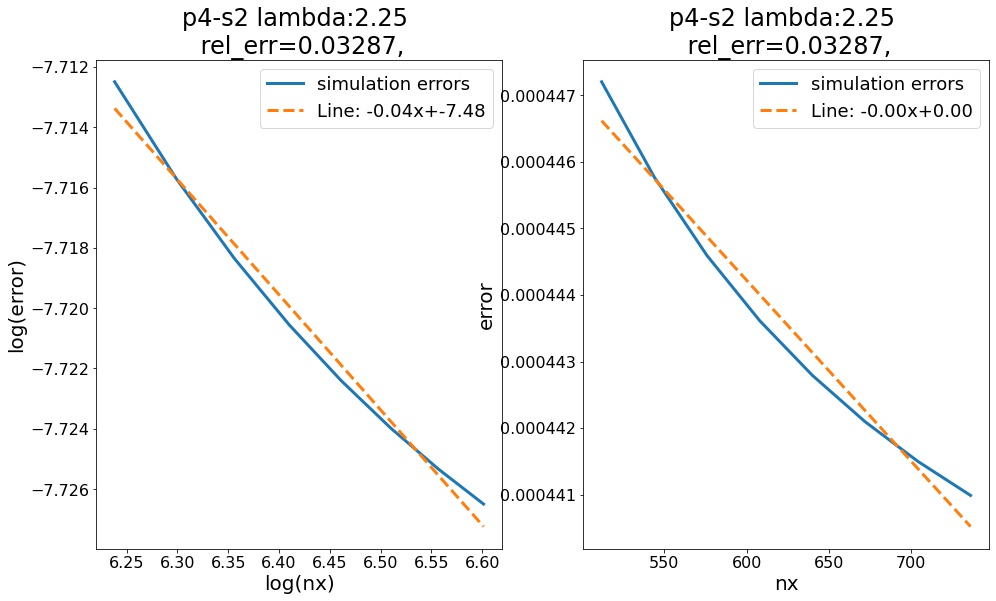 p4-s2 lambda:2.25
rel_err=0.03287,
simulation errors
Line: -0.04x+-7.48
−7.712
−7.714
−7.716
−7.718
−7.720
−7.722
−7.724
−7.726
log(error)
6.25 6.30 6.35 6.40 6.45 6.50 6.55 6.60
log(nx)
p4-s2 lambda:2.25
rel_err=0.03287,
simulation errors
Line: -0.00x+0.00
0.000447
0.000446
0.000445
0.000444
0.000443
0.000442
0.000441
error
550 600 650 700
nx